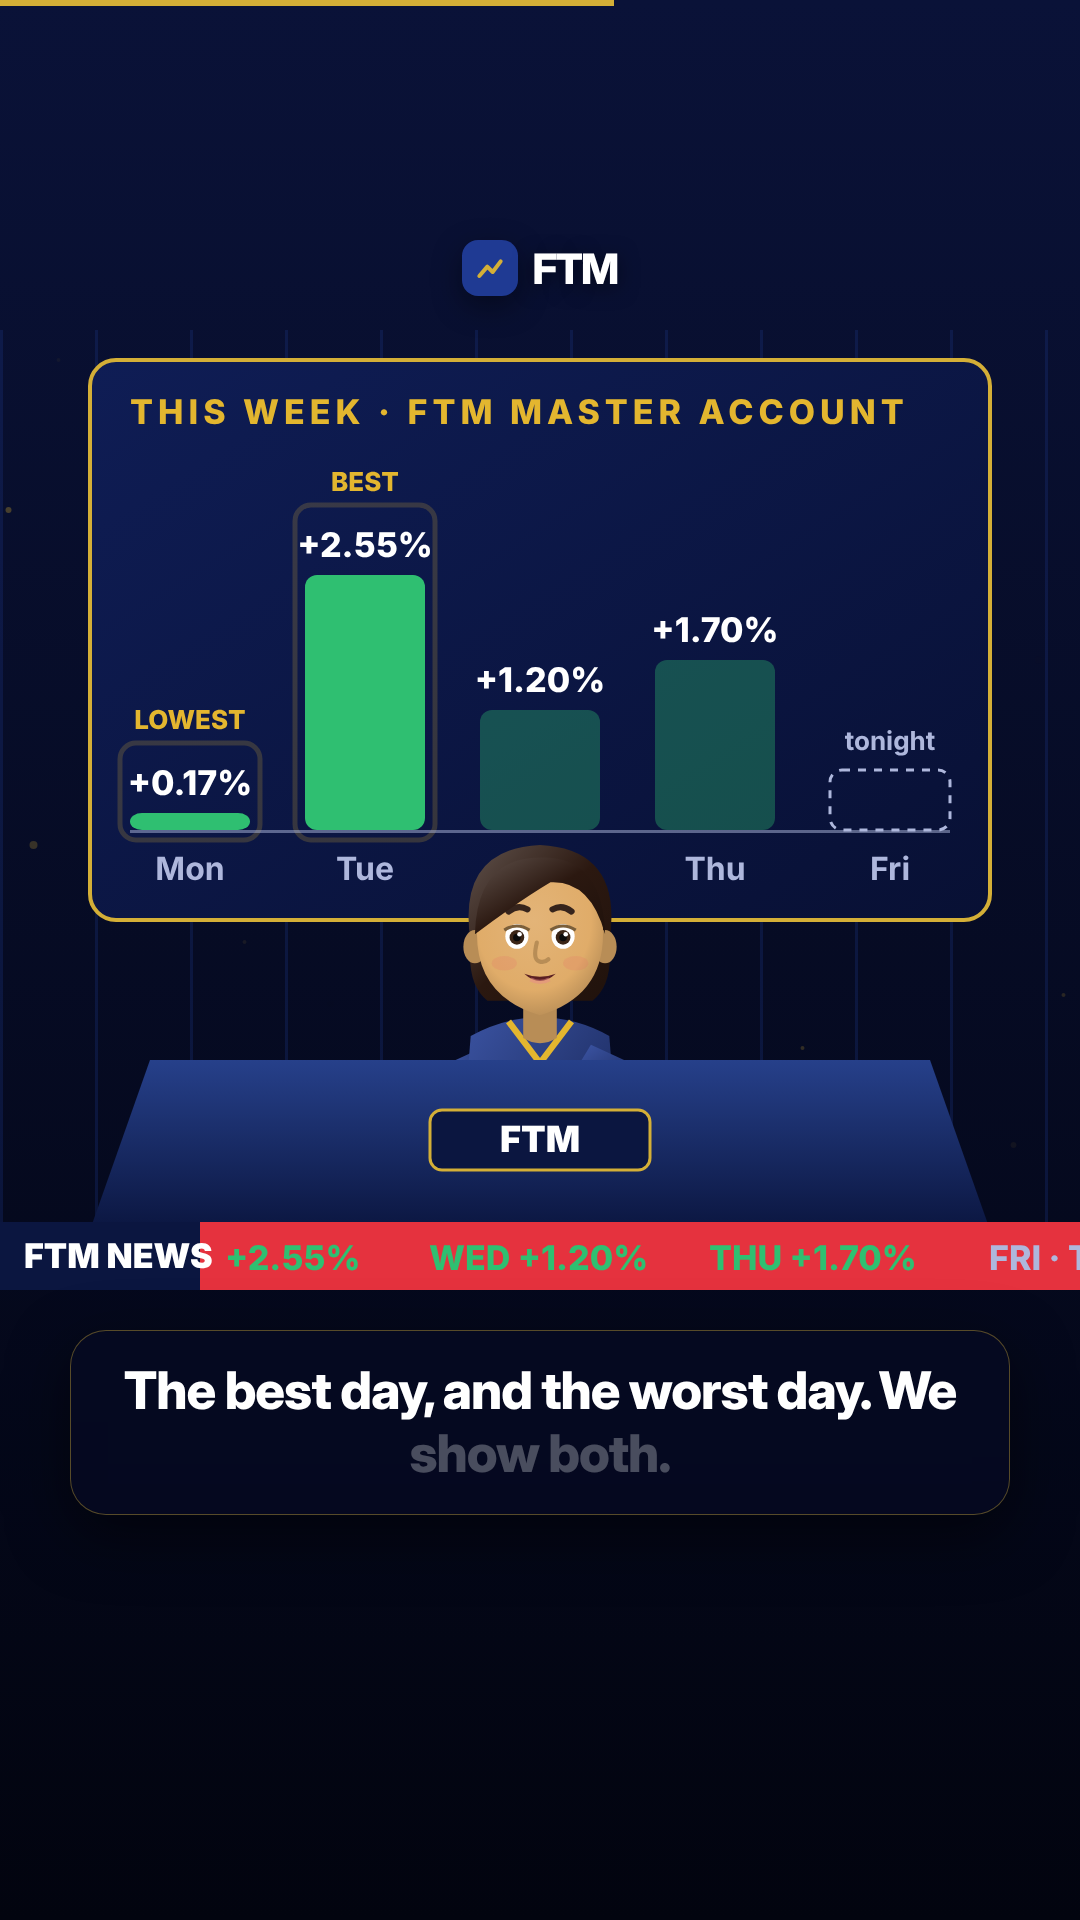 FTM
THIS WEEK · FTM MASTER ACCOUNT
BEST
+2.55%
+1.70%
+1.20%
LOWEST
tonight
+0.17%
Mon Tue Thu Fri
FTM
FTM NEWS +2.55% WED +1.20% THU +1.70% FRI ·
The best day, and the worst day. We
show both.